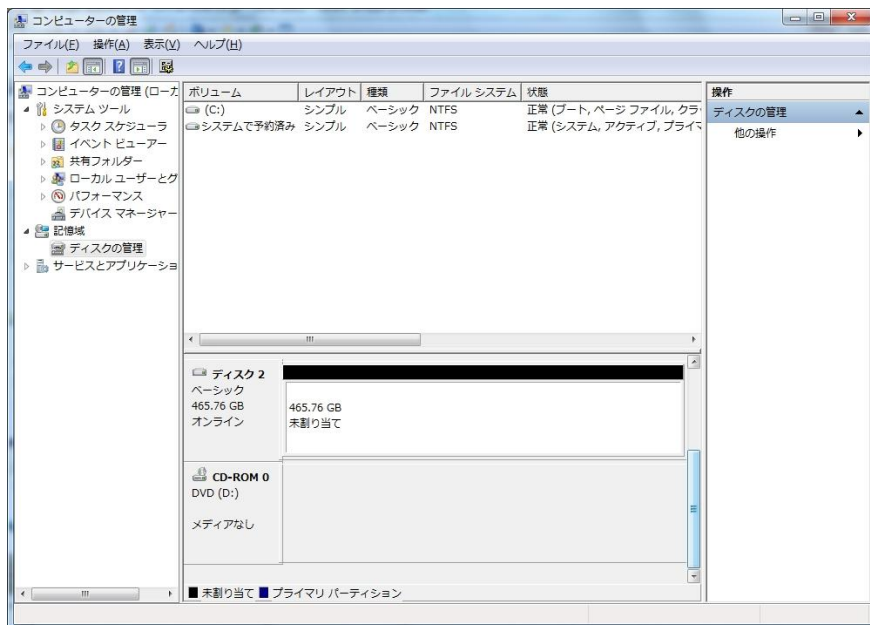 コンピューターの管理
ファイル(F) 操作(A) 表示(V) ヘルプ(H)
コンピューターの管理 (ローカ
システム ツール
タスク スケジューラ
イベント ビューアー
共有フォルダー
ローカル ユーザーとグ
パフォーマンス
デバイス マネージャー
記憶域
ディスクの管理
サービスとアプリケーショ
ボリューム レイアウト 種類 ファイル システム 状態
(C:) シンプル ベーシック NTFS 正常 (ブート, ページ ファイル, クラ
システムで予約済み シンプル ベーシック NTFS 正常 (システム, アクティブ, プライマ
ディスク 2
ベーシック
465.76 GB
オンライン
465.76 GB
未割り当て
CD-ROM 0
DVD (D:)
メディアなし
未割り当て プライマリ パーティション
操作
ディスクの管理
他の操作